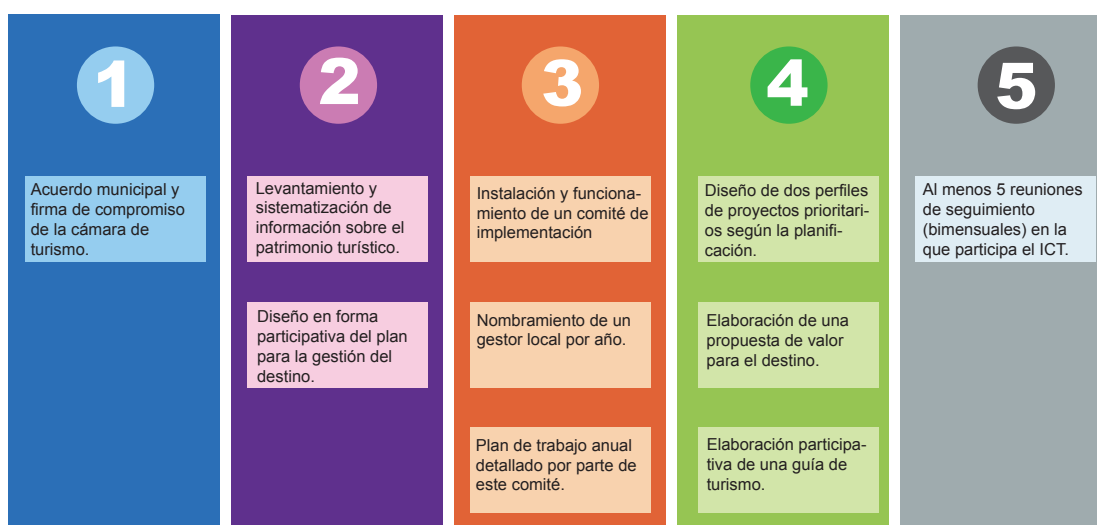 1
Acuerdo municipal y
firma de compromiso
de la cámara de
turismo.
2
Levantamiento y
sistematización de
información sobre el
patrimonio turístico.
Diseño en forma
participativa del plan
para la gestión del
destino.
3
Instalación y funciona-
miento de un comité de
implementación
Nombramiento de un
gestor local por año.
Plan de trabajo anual
detallado por parte de
este comité.
4
Diseño de dos perfiles
de proyectos prioritari-
os según la planifi-
cación.
Elaboración de una
propuesta de valor
para el destino.
Elaboración participa-
tiva de una guía de
turismo.
5
Al menos 5 reuniones
de seguimiento
(bimensuales) en la
que participa el ICT.